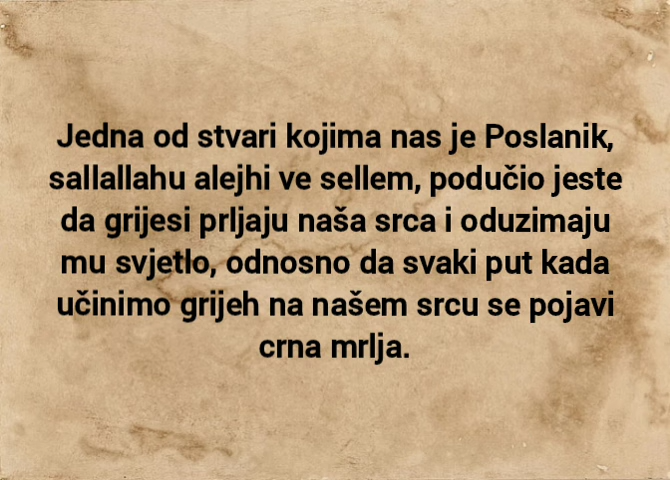 Jedna od stvari kojima nas je Poslanik,
sallallahu alejhi ve sellem, podučio jeste
da grijesi prljaju naša srca i oduzimaju
mu svjetlo, odnosno da svaki put kada
učinimo grijeh na našem srcu se pojavi
crna mrlja.